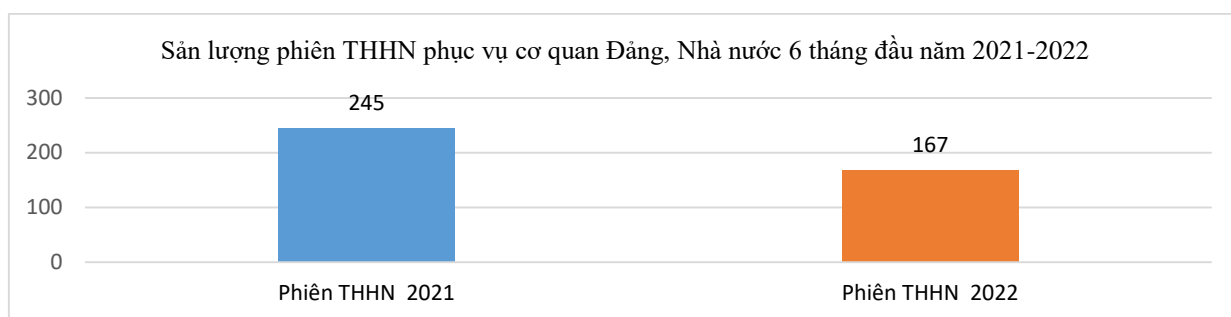 Sản lượng phiên THHN phục vụ cơ quan Đảng, Nhà nước 6 tháng đầu năm 2021-2022
300
245
200
167
100
0
Phiên THHN 2021
Phiên THHN 2022